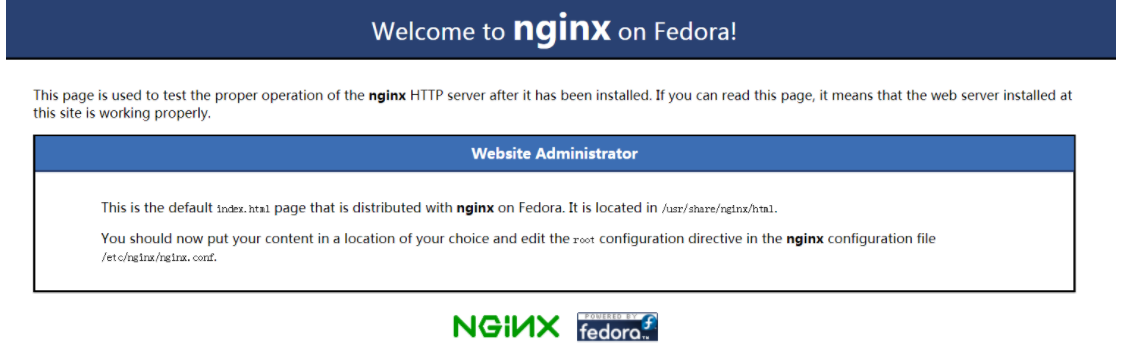 Welcome to nginx on Fedora!
This page is used to test the proper operation of the nginx HTTP server after it has been installed. If you can read this page, it means that the web server installed at
this site is working properly.
Website Administrator
This is the default index.html page that is distributed with nginx on Fedora. It is located in /usr/share/nginx/html.
You should now put your content in a location of your choice and edit the root configuration directive in the nginx configuration file
/etc/nginx/nginx.conf.
NGINX
POWERED BY
fedora™